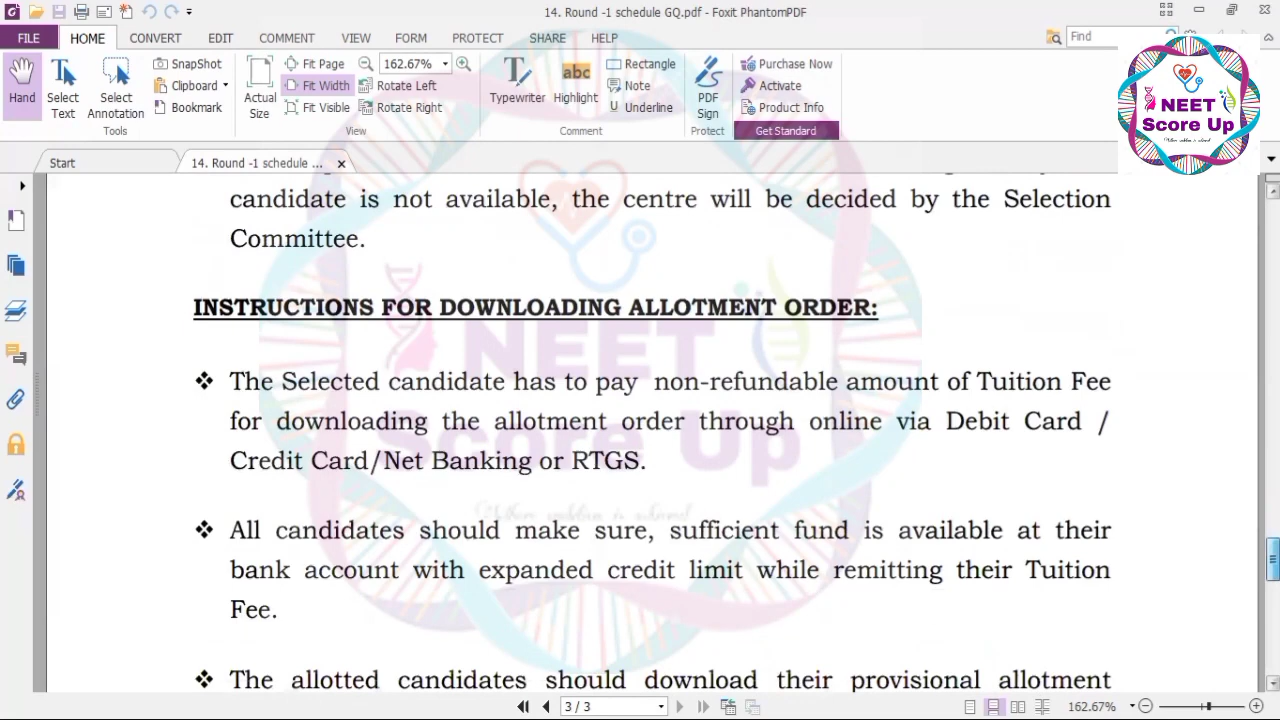 14. Round -1 schedule GQ.pdf - Foxit PhantomPDF
FILE HOME CONVERT EDIT COMMENT VIEW FORM PROTECT SHARE HELP
Find
Hand
Select Text
Select Annotation
SnapShot
Clipboard
Bookmark
Tools
Actual Size
Fit Page
Fit Width
Fit Visible
162.67%
Rotate Left
Rotate Right
View
Typewriter
Highlight
Rectangle
Note
Underline
Comment
PDF Sign
Protect
Purchase Now
Activate
Product Info
Get Standard
NEET
Score Up
Start
14. Round -1 schedule ...
candidate is not available, the centre will be decided by the Selection
Committee.
INSTRUCTIONS FOR DOWNLOADING ALLOTMENT ORDER:
❖ The Selected candidate has to pay non-refundable amount of Tuition Fee
for downloading the allotment order through online via Debit Card /
Credit Card/Net Banking or RTGS.
❖ All candidates should make sure, sufficient fund is available at their
bank account with expanded credit limit while remitting their Tuition
Fee.
❖ The allotted candidates should download their provisional allotment
NEET
Score Up
3 / 3
162.67%